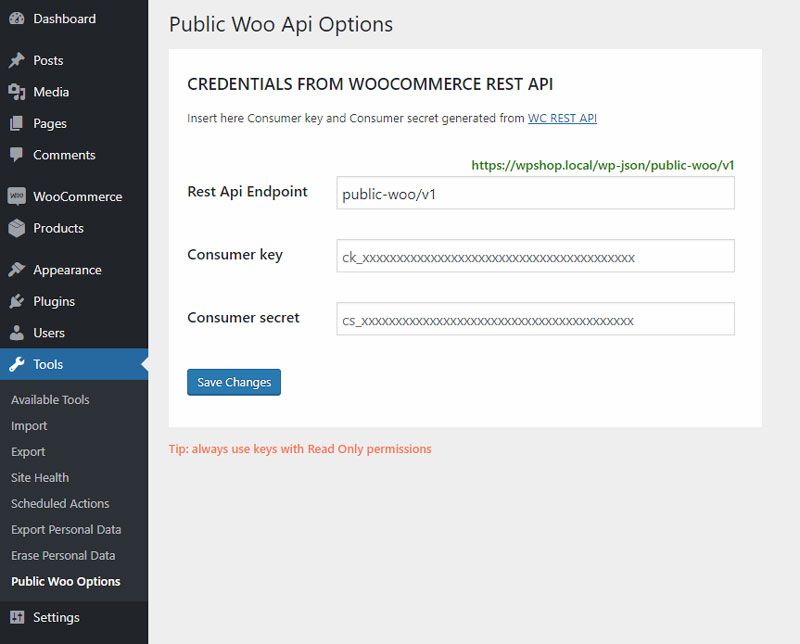 Dashboard
Posts
Media
Pages
Comments
WOO
WooCommerce
Products
Appearance
Plugins
Users
Tools
Available Tools
Import
Export
Site Health
Scheduled Actions
Export Personal Data
Erase Personal Data
Public Woo Options
Settings
Public Woo Api Options
CREDENTIALS FROM WOOCOMMERCE REST API
Insert here Consumer key and Consumer secret generated from WC REST API
https://wpshop.local/wp-json/public-woo/v1
Rest Api Endpoint
public-woo/v1
Consumer key
ck_xxxxxxxxxxxxxxxxxxxxxxxxxxxxxxxxxxxxxxxx
Consumer secret
cs_xxxxxxxxxxxxxxxxxxxxxxxxxxxxxxxxxxxxxxxx
Save Changes
Tip: always use keys with Read Only permissions